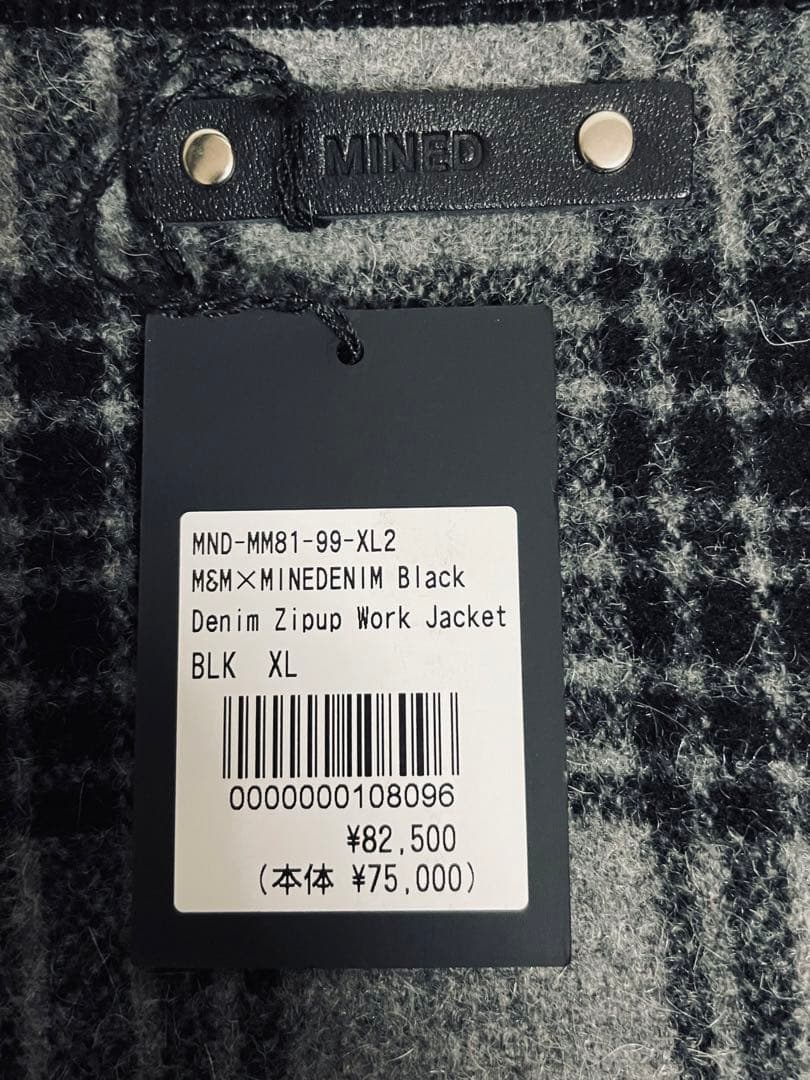 MINED
MND-MM81-99-XL2
M&M×MINEDENIM Black
Denim Zipup Work Jacket
BLK XL
0000000108096
¥82,500
(本体 ¥75,000)